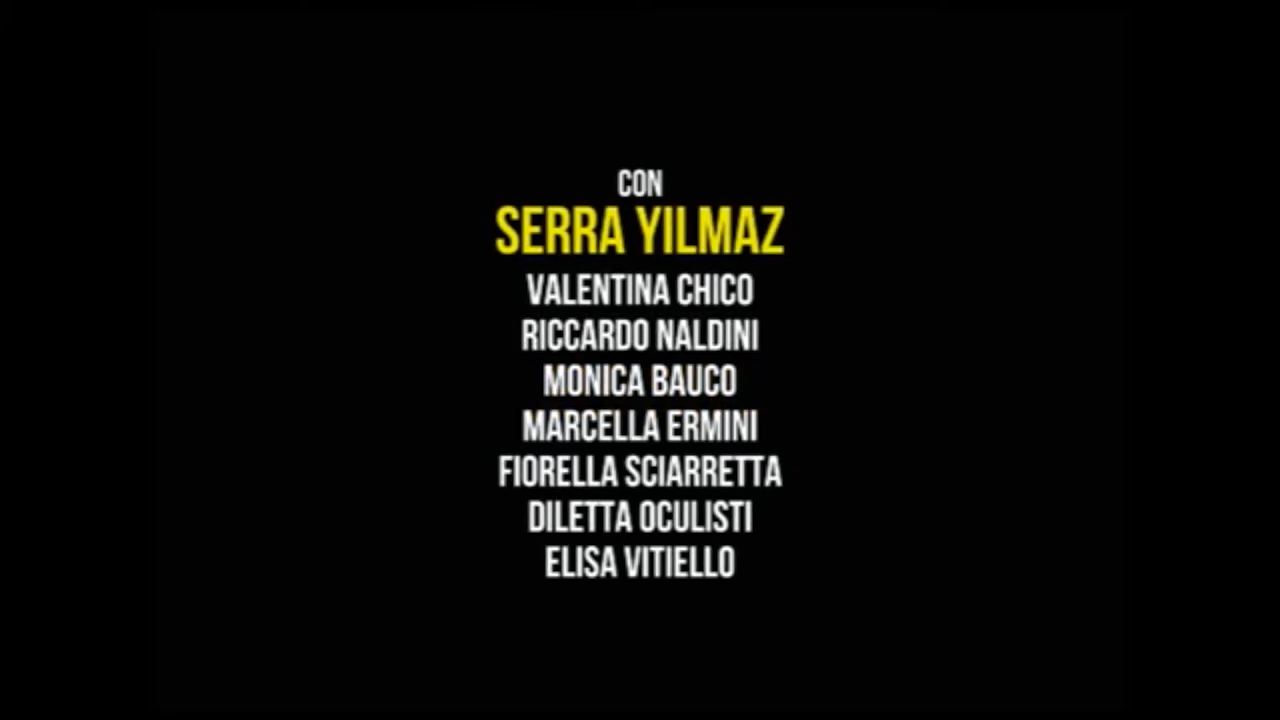 CON
SERRA YILMAZ
VALENTINA CHICO
RICCARDO NALDINI
MONICA BAUCO
MARCELLA ERMINI
FIORELLA SCIARRETTA
DILETTA OCULISTI
ELISA VITIELLO